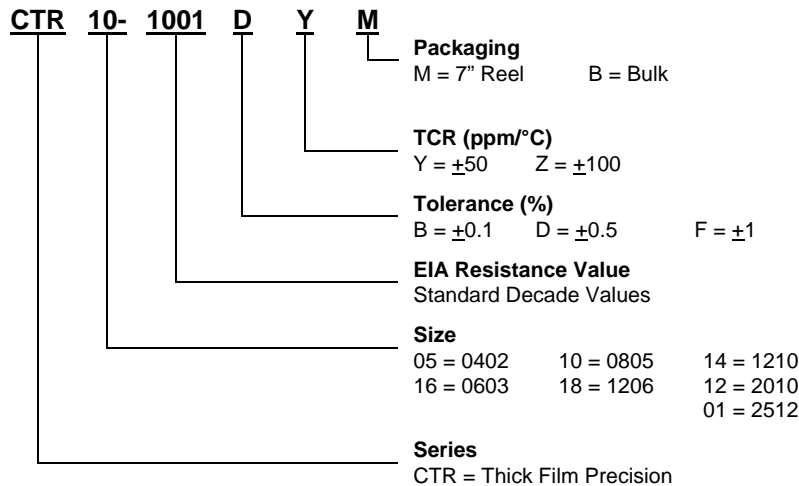 CTR 10- 1001 D Y M
Packaging
M = 7” Reel B = Bulk
TCR (ppm/°C)
Y = ±50 Z = ±100
Tolerance (%)
B = ±0.1 D = ±0.5 F = ±1
EIA Resistance Value
Standard Decade Values
Size
05 = 0402 10 = 0805 14 = 1210
16 = 0603 18 = 1206 12 = 2010
01 = 2512
Series
CTR = Thick Film Precision